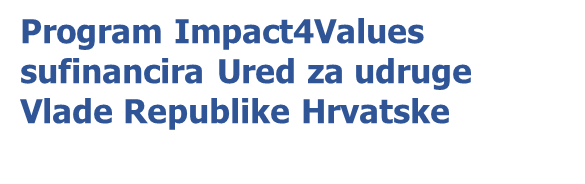 Program Impact4Values
sufinancira Ured za udruge
Vlade Republike Hrvatske